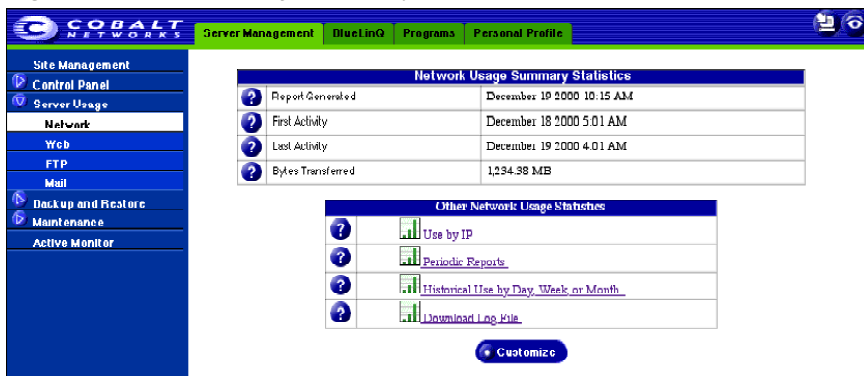 COBALT
NETWORKS
Server Management BlueLinQ Programs Personal Profile
Site Management
Control Panel
Server Usage
Network
Web
FTP
Mail
Backup and Restore
Maintenance
Active Monitor
Network Usage Summary Statistics
Report Generated December 19 2000 10:15 AM
First Activity December 18 2000 5:01 AM
Last Activity December 19 2000 4:01 AM
Bytes Transferred 1,234.38 MB
Other Network Usage Statistics
Use by IP
Periodic Reports
Historical Use by Day, Week, or Month
Download Log File
Customize